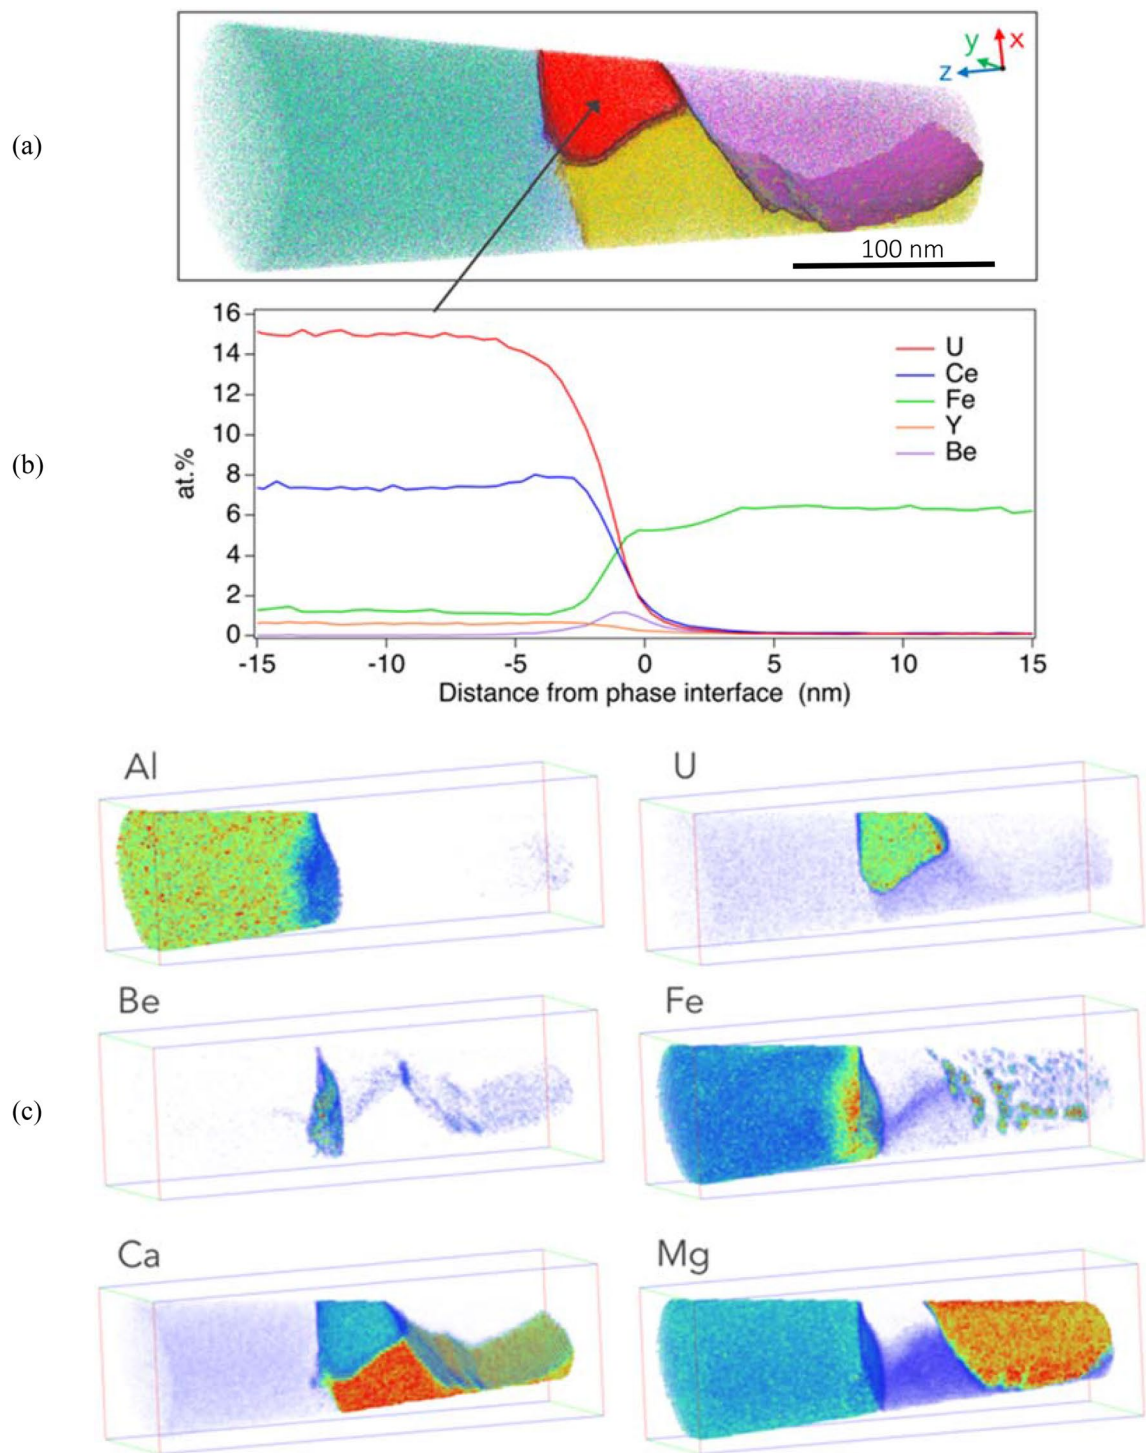 (a)
y x
z
100 nm
(b)
16
14
12
10
8
6
4
2
0
at.%
U
Ce
Fe
Y
Be
-15 -10 -5 0 5 10 15
Distance from phase interface (nm)
(c)
Al U
Be Fe
Ca Mg